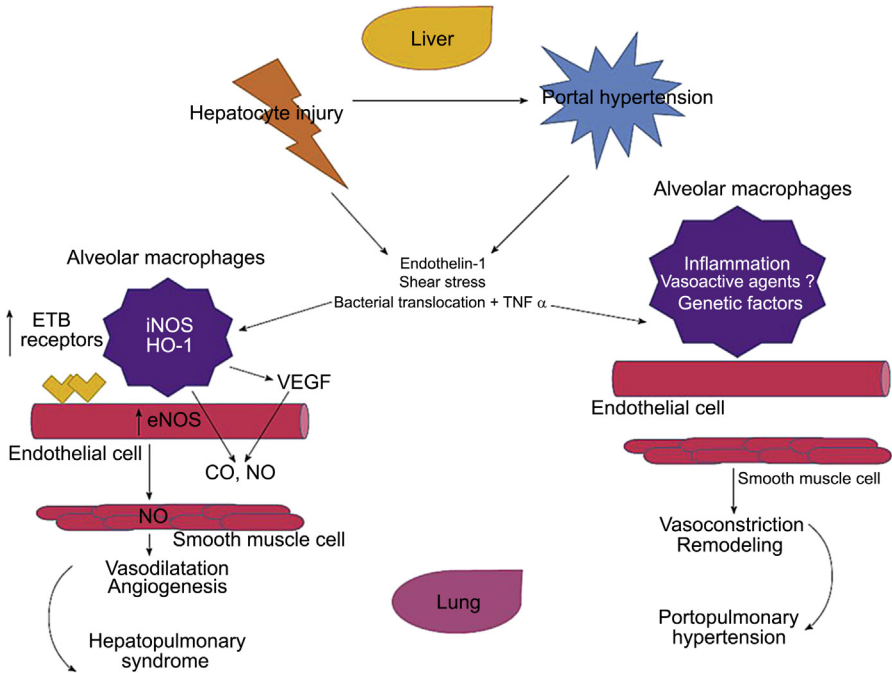 Liver
Hepatocyte injury
Portal hypertension
Alveolar macrophages
Inflammation
Vasoactive agents ?
Genetic factors
Endothelin-1
Shear stress
Bacterial translocation + TNF α
Alveolar macrophages
ETB
receptors
iNOS
HO-1
VEGF
eNOS
Endothelial cell
CO, NO
NO
Smooth muscle cell
Vasodilatation
Angiogenesis
Hepatopulmonary
syndrome
Lung
Endothelial cell
Smooth muscle cell
Vasoconstriction
Remodeling
Portopulmonary
hypertension